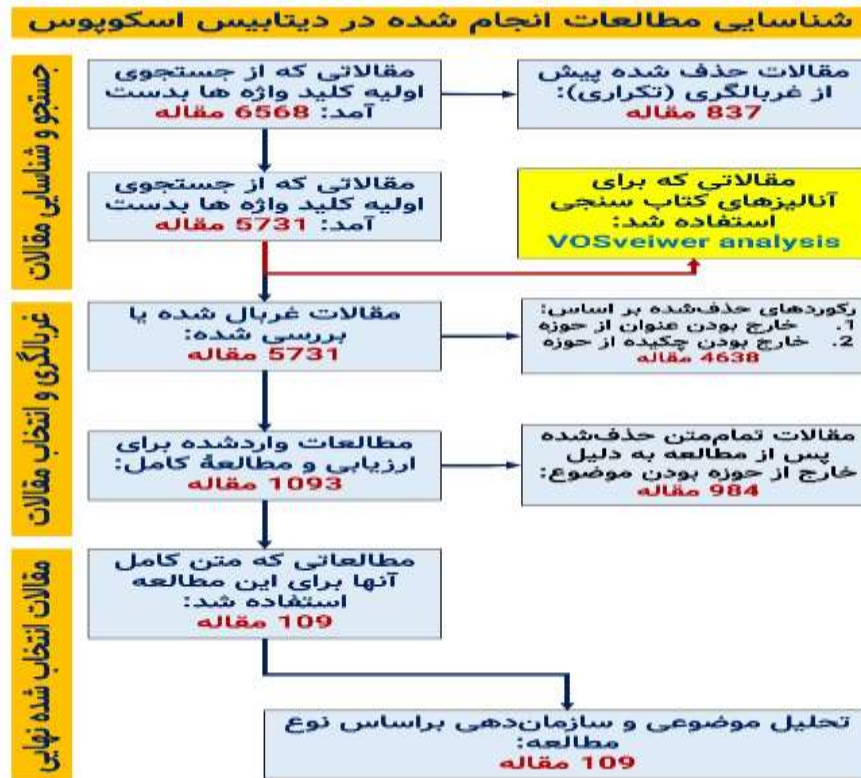 شناسایی مطالعات انجام شده در دیتابیس اسکوپوس
جستجو و شناسایی مقالات
مقالاتی که از جستجوی
اولیه کلید واژه ها بدست
آمد: 6568 مقاله
مقالات حذف شده پیش
از غربالگری (تکراری):
837 مقاله
مقالاتی که از جستجوی
اولیه کلید واژه ها بدست
آمد: 5731 مقاله
مقالاتی که برای
آنالیزهای کتاب سنجی
استفاده شد:
VOSveiwer analysis
غربالگری و انتخاب مقالات
مقالات غربال شده یا
بررسی شده:
5731 مقاله
رکوردهای حذف‌شده بر اساس:
1. خارج بودن عنوان از حوزه
2. خارج بودن چکیده از حوزه
4638 مقاله
مطالعات واردشده برای
ارزیابی و مطالعهٔ کامل:
1093 مقاله
مقالات تمام‌متن حذف‌شده
پس از مطالعه به دلیل
خارج از حوزه بودن موضوع:
984 مقاله
مقالات انتخاب شده نهایی
مطالعاتی که متن کامل
آنها برای این مطالعه
استفاده شد:
109 مقاله
تحلیل موضوعی و سازمان‌دهی براساس نوع
مطالعه:
109 مقاله